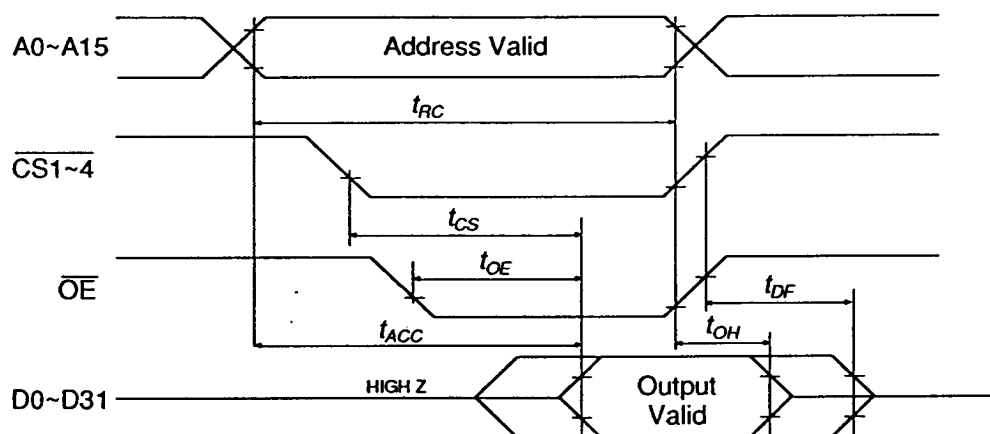 A0~A15
Address Valid
tRC
CS1~4
tCS
OE
tOE
tDF
tACC
tOH
D0~D31
HIGH Z
Output
Valid